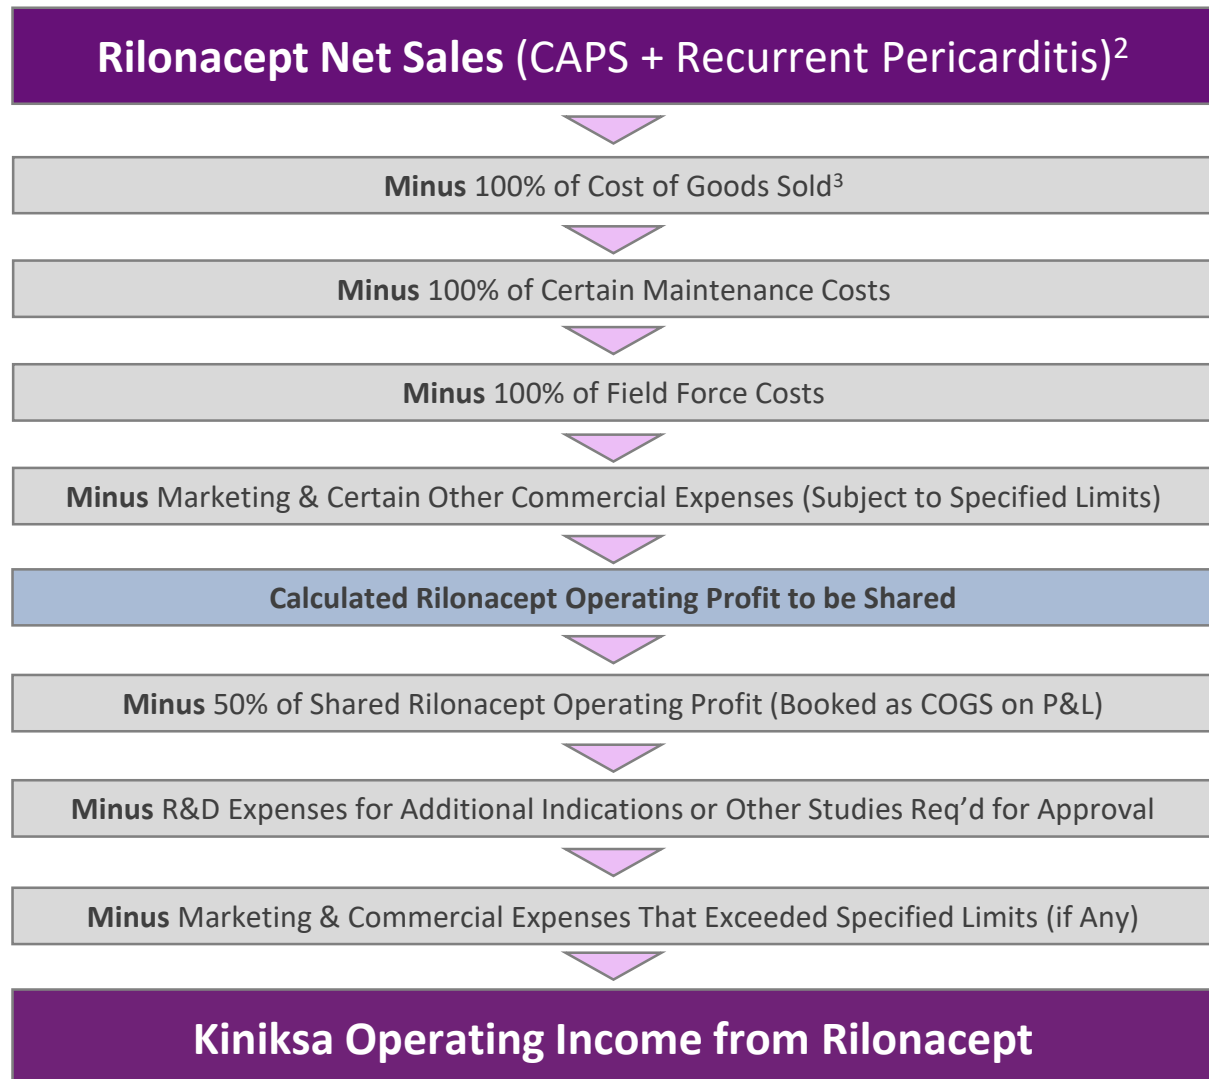 Rilonacept Net Sales (CAPS + Recurrent Pericarditis)²
Minus 100% of Cost of Goods Sold³
Minus 100% of Certain Maintenance Costs
Minus 100% of Field Force Costs
Minus Marketing & Certain Other Commercial Expenses (Subject to Specified Limits)
Calculated Rilonacept Operating Profit to be Shared
Minus 50% of Shared Rilonacept Operating Profit (Booked as COGS on P&L)
Minus R&D Expenses for Additional Indications or Other Studies Req’d for Approval
Minus Marketing & Commercial Expenses That Exceeded Specified Limits (if Any)
Kiniksa Operating Income from Rilonacept